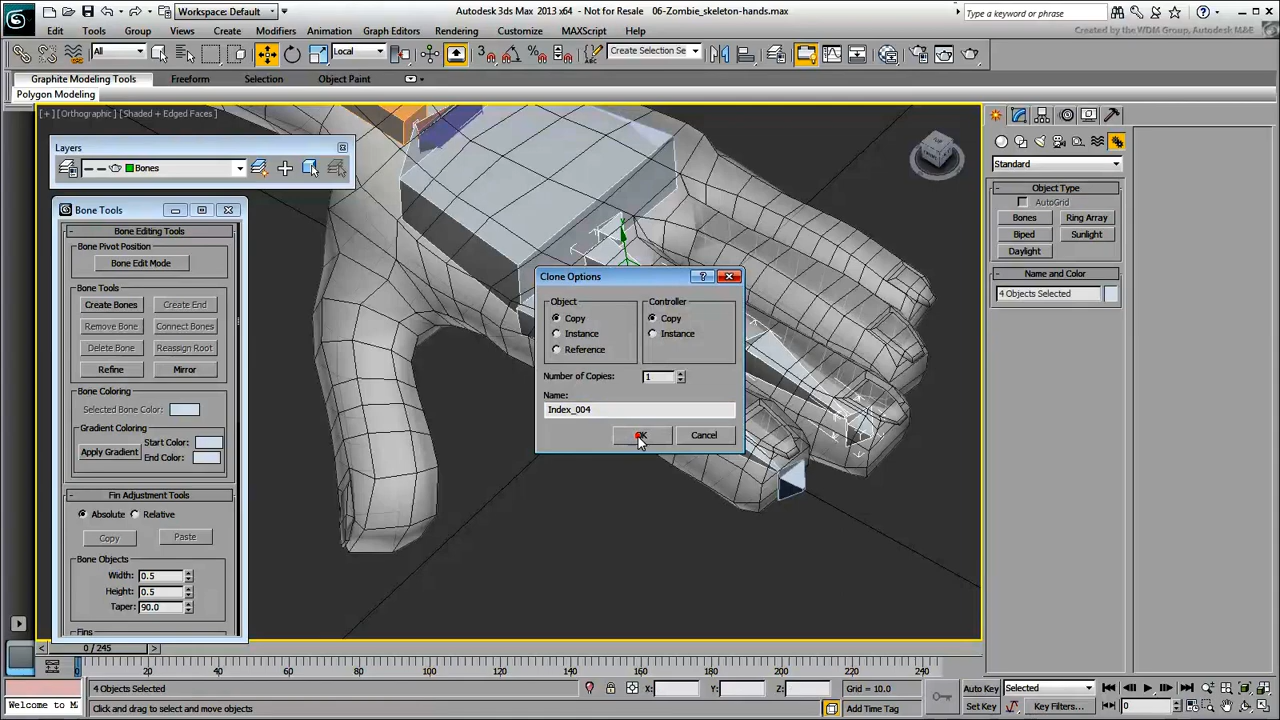 Workspace: Default
Autodesk 3ds Max 2013 x64 - Not for Resale 06-Zombie_skeleton-hands.max
Type a keyword or phrase
Edit Tools Group Views Create Modifiers Animation Graph Editors Rendering Customize MAXScript Help
Created by the WDM Group, Autodesk M&E
All Local Create Selection Se
Graphite Modeling Tools Freeform Selection Object Paint
Polygon Modeling
[ + ] [Orthographic ] [Shaded + Edged Faces ]
Layers
Bones
Bone Tools
Bone Editing Tools
Bone Pivot Position
Bone Edit Mode
Bone Tools
Create Bones Create End
Remove Bone Connect Bones
Delete Bone Reassign Root
Refine Mirror
Bone Coloring
Selected Bone Color:
Gradient Coloring
Apply Gradient Start Color:
End Color:
Fin Adjustment Tools
Absolute Relative
Copy Paste
Bone Objects
Width: 0.5
Height: 0.5
Taper: 90.0
Fins
Clone Options
Object Controller
Copy Copy
Instance Instance
Reference
Number of Copies: 1
Name:
Index_004
Cancel
Standard
Object Type
AutoGrid
Bones Ring Array
Biped Sunlight
Daylight
Name and Color
4 Objects Selected
0 / 245
0 20 40 60 80 100 120 140 160 180 200 220 240
4 Objects Selected X: Y: Z: Grid = 10.0 Auto Key Selected
Welcome to M Click and drag to select and move objects Add Time Tag Set Key Key Filters... 0